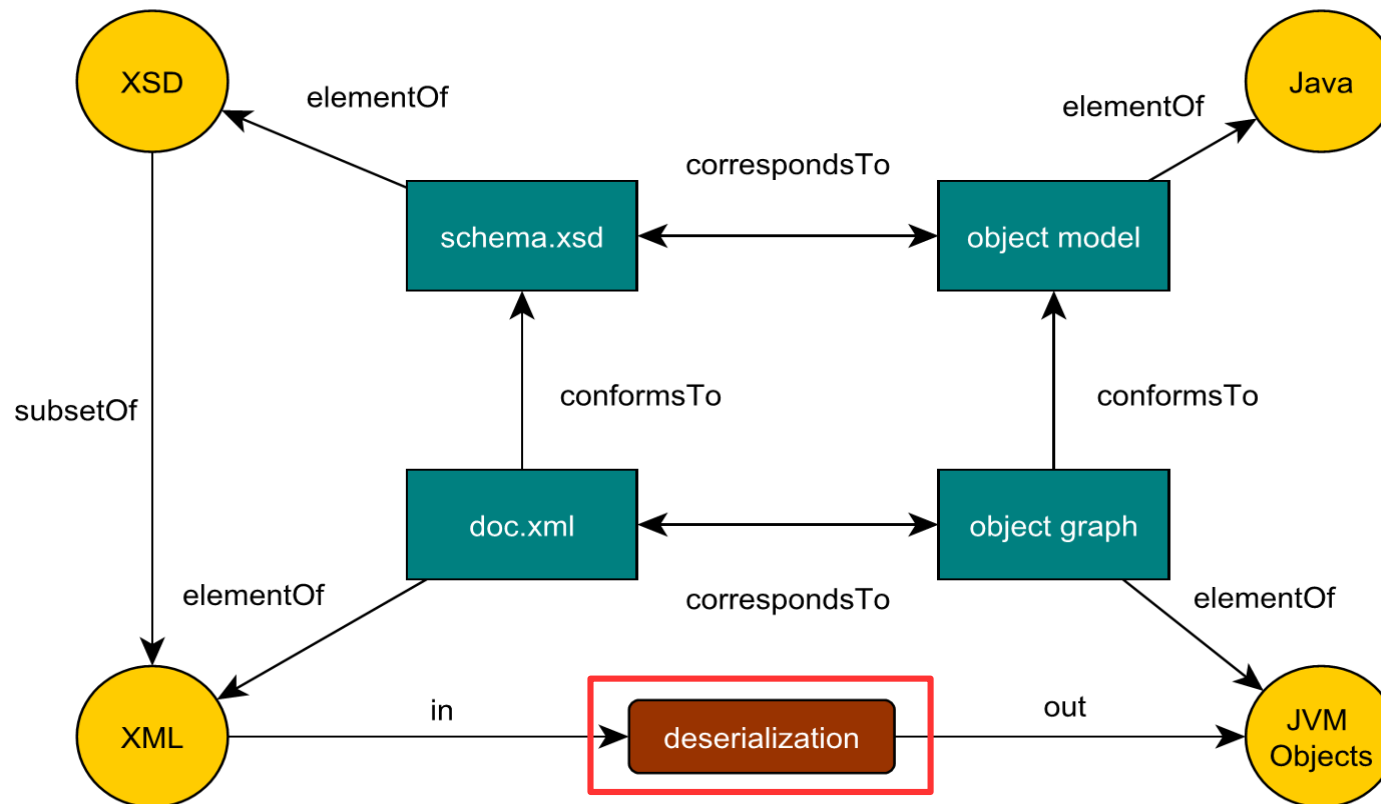 XSD
elementOf
Java
elementOf
correspondsTo
schema.xsd
object model
subsetOf
conformsTo
conformsTo
doc.xml
object graph
elementOf
correspondsTo
elementOf
XML
in
deserialization
out
JVM
Objects